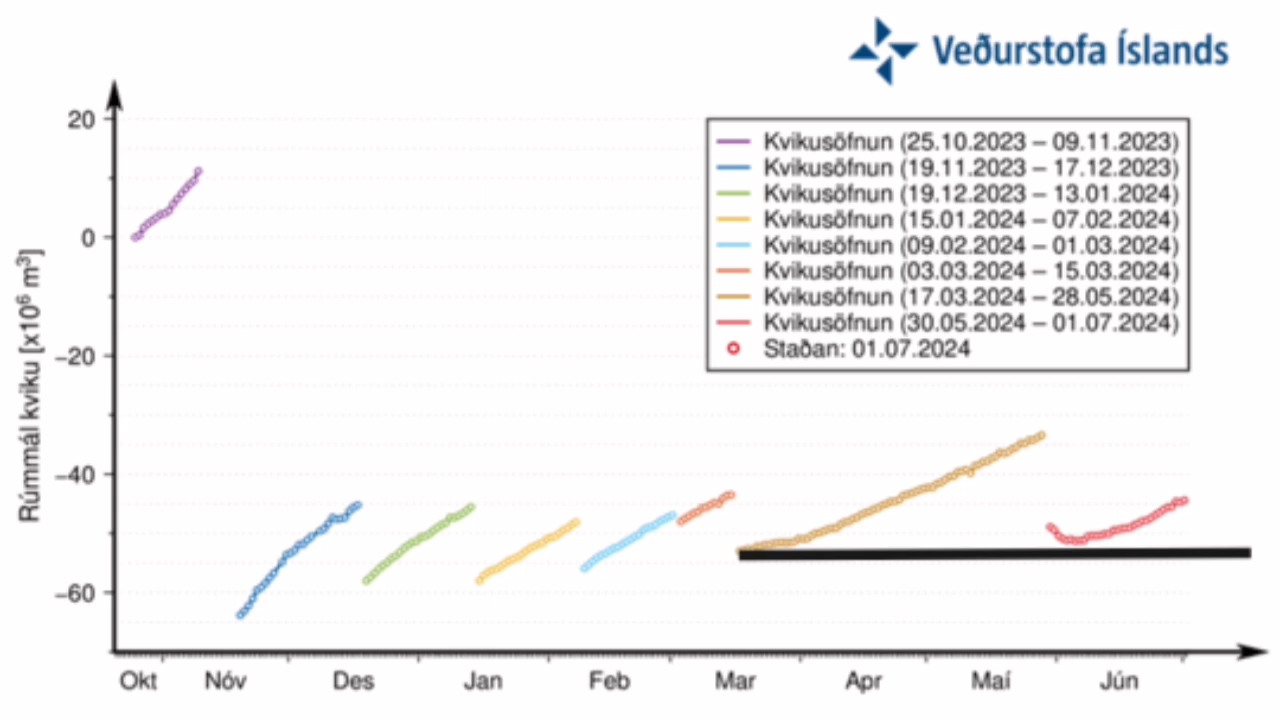 Veðurstofa Íslands
20
0
−20
−40
−60
Rúmmál kviku [x10⁶ m³]
Kvikusöfnun (25.10.2023 – 09.11.2023)
Kvikusöfnun (19.11.2023 – 17.12.2023)
Kvikusöfnun (19.12.2023 – 13.01.2024)
Kvikusöfnun (15.01.2024 – 07.02.2024)
Kvikusöfnun (09.02.2024 – 01.03.2024)
Kvikusöfnun (03.03.2024 – 15.03.2024)
Kvikusöfnun (17.03.2024 – 28.05.2024)
Kvikusöfnun (30.05.2024 – 01.07.2024)
Staðan: 01.07.2024
Okt Nóv Des Jan Feb Mar Apr Maí Jún